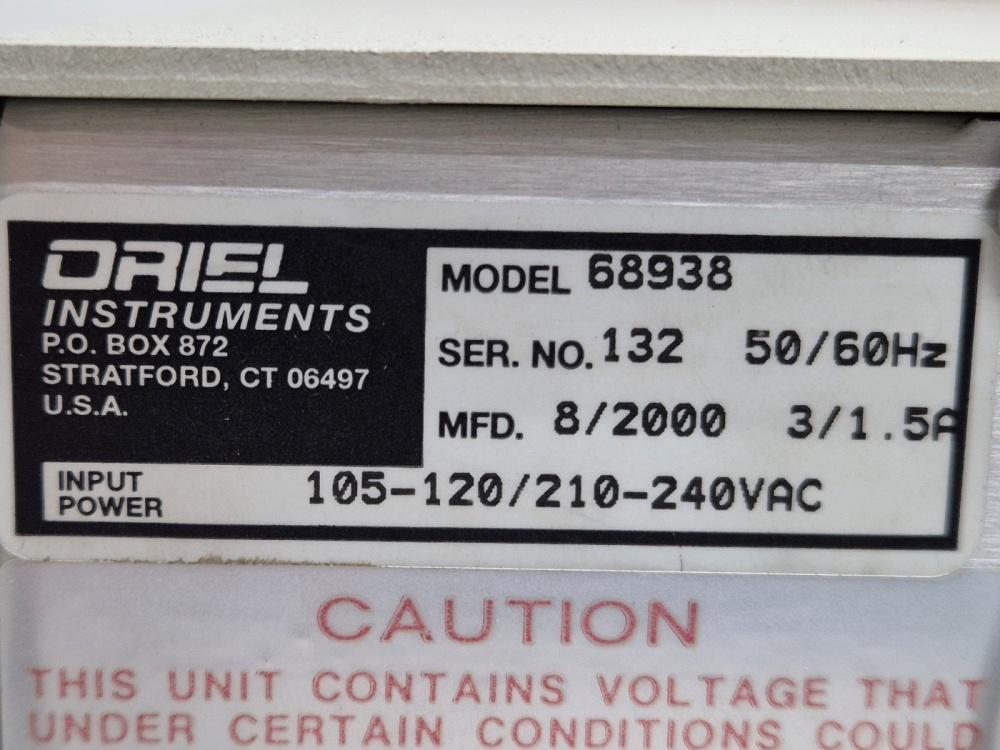 ORIEL
INSTRUMENTS
P.O. BOX 872
STRATFORD, CT 06497
U.S.A.
MODEL 68938
SER. NO. 132 50/60Hz
MFD. 8/2000 3/1.5A
INPUT
POWER
105-120/210-240VAC
CAUTION
THIS UNIT CONTAINS VOLTAGE THAT
UNDER CERTAIN CONDITIONS COULD